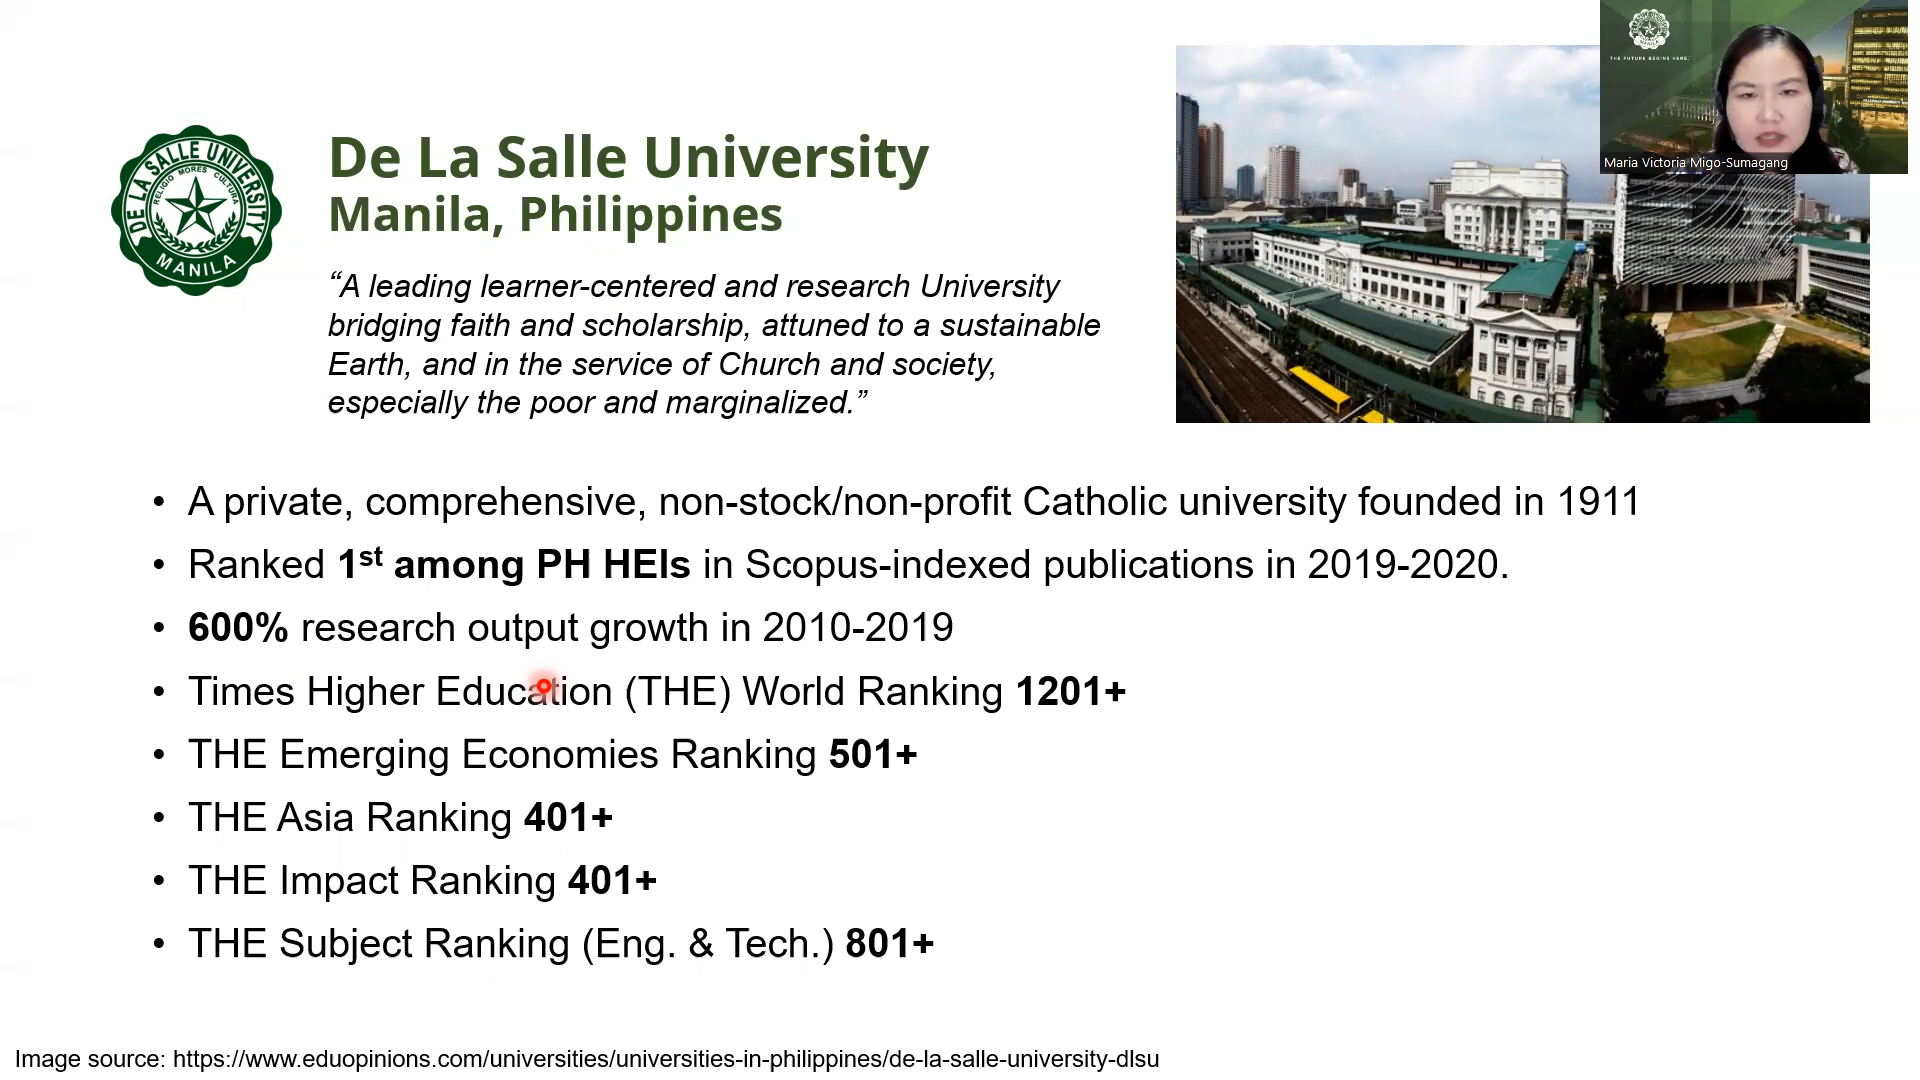 THE FUTURE BEGINS HERE.
Maria Victoria Migo-Sumagang
DE LA SALLE UNIVERSITY
RELIGIO MORES CULTURA
MANILA
De La Salle University
Manila, Philippines
“A leading learner-centered and research University
bridging faith and scholarship, attuned to a sustainable
Earth, and in the service of Church and society,
especially the poor and marginalized.”
• A private, comprehensive, non-stock/non-profit Catholic university founded in 1911
• Ranked 1st among PH HEIs in Scopus-indexed publications in 2019-2020.
• 600% research output growth in 2010-2019
• Times Higher Education (THE) World Ranking 1201+
• THE Emerging Economies Ranking 501+
• THE Asia Ranking 401+
• THE Impact Ranking 401+
• THE Subject Ranking (Eng. & Tech.) 801+
Image source: https://www.eduopinions.com/universities/universities-in-philippines/de-la-salle-university-dlsu